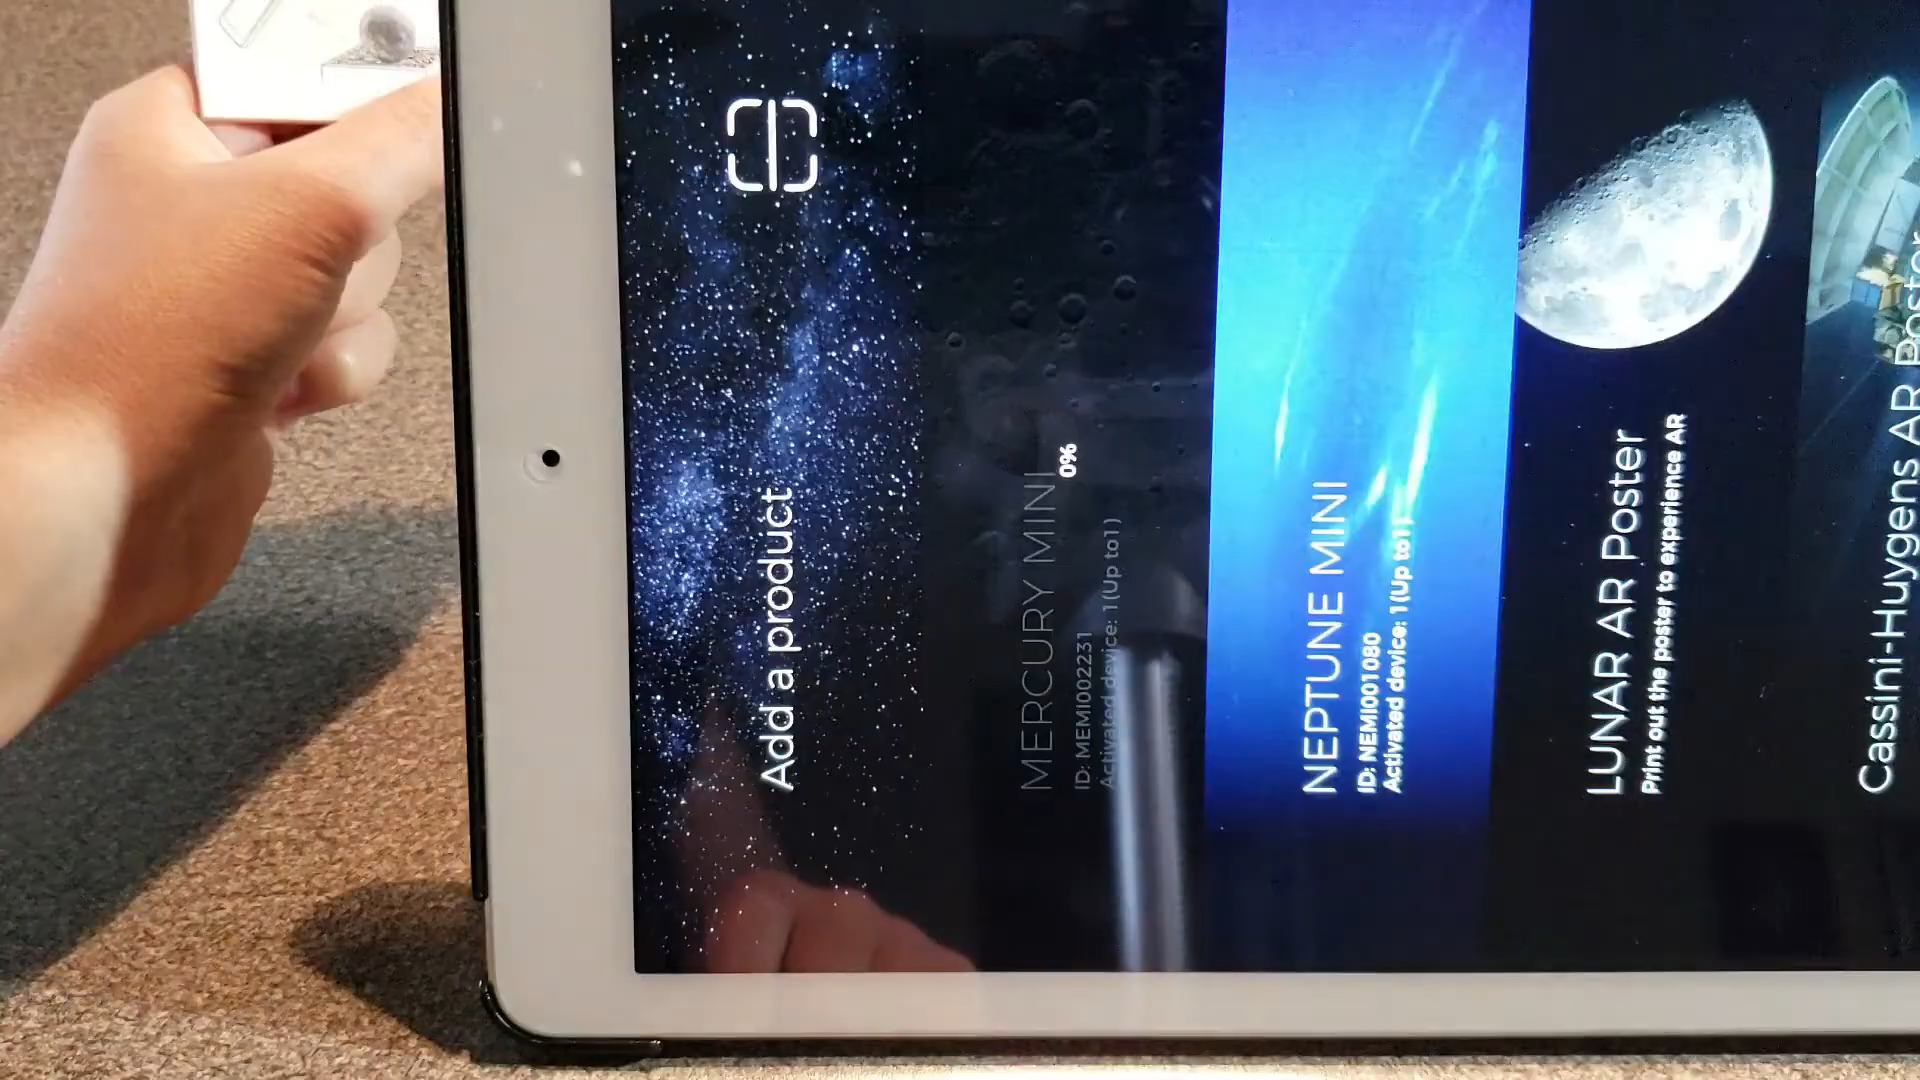 Add a product
MERCURY MINI
0%
ID: MEMI002231
Activated device: 1 (Up to1)
NEPTUNE MINI
ID: NEMI001080
Activated device: 1 (Up to1)
LUNAR AR Poster
Print out the poster to experience AR
Cassini-Huygens AR Poster